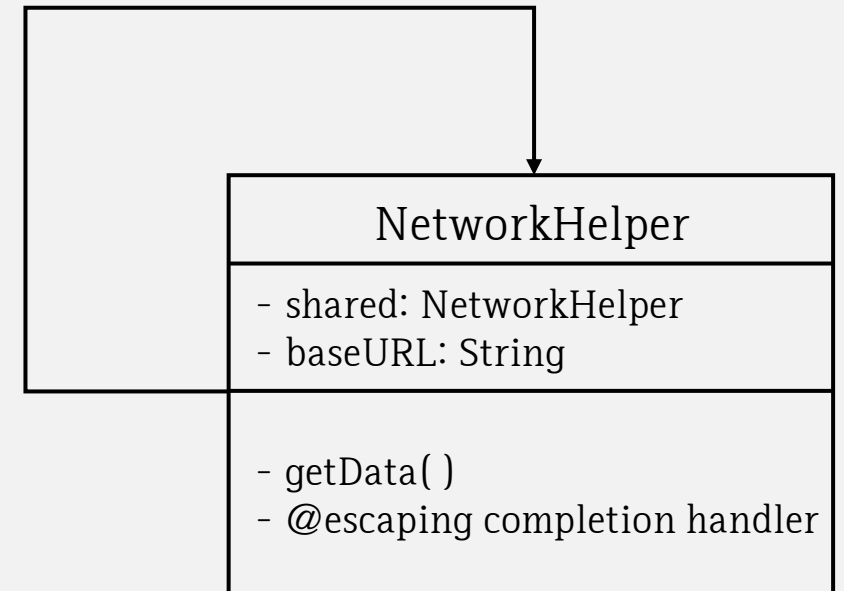 NetworkHelper
- shared: NetworkHelper
- baseURL: String
- getData( )
- @escaping completion handler